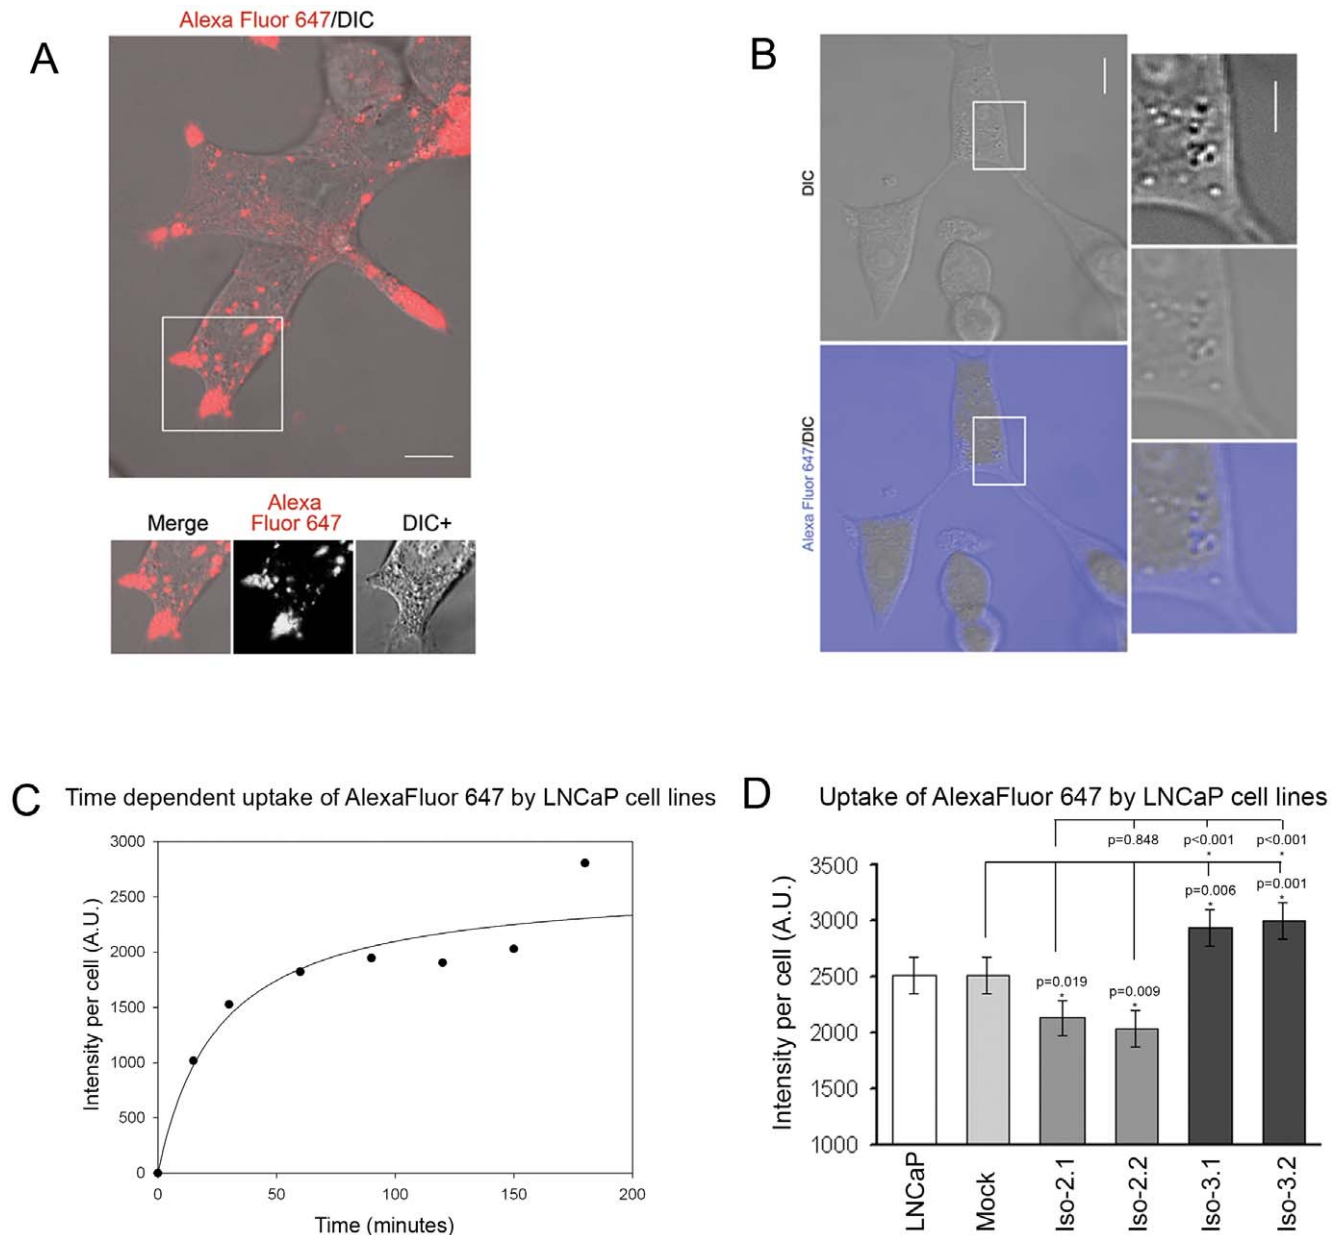 A
Alexa Fluor 647/DIC
Merge
Alexa
Fluor 647
DIC+
B
DIC
Alexa Fluor 647/DIC
C
Time dependent uptake of AlexaFluor 647 by LNCaP cell lines
Intensity per cell (A.U.)
3000
2500
2000
1500
1000
500
0
0 50 100 150 200
Time (minutes)
D
Uptake of AlexaFluor 647 by LNCaP cell lines
p=0.848 p<0.001 p<0.001
* *
p=0.006 p=0.001
* *
p=0.019 p=0.009
* *
Intensity per cell (A.U.)
3500
3000
2500
2000
1500
1000
LNCaP
Mock
Iso-2.1
Iso-2.2
Iso-3.1
Iso-3.2